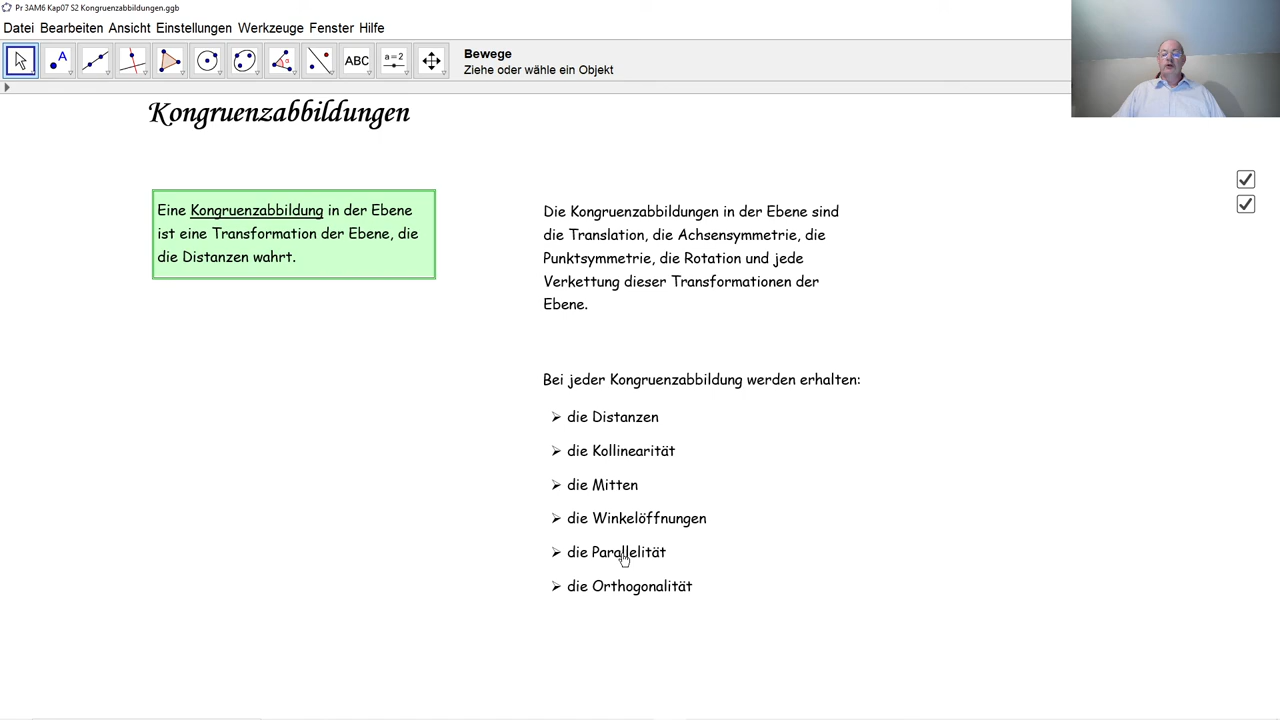 Pr 3AM6 Kap07 S2 Kongruenzabbildungen.ggb
Datei Bearbeiten Ansicht Einstellungen Werkzeuge Fenster Hilfe
A
α
ABC
a=2
Bewege
Ziehe oder wähle ein Objekt
Kongruenzabbildungen
Eine Kongruenzabbildung in der Ebene
ist eine Transformation der Ebene, die
die Distanzen wahrt.
Die Kongruenzabbildungen in der Ebene sind
die Translation, die Achsensymmetrie, die
Punktsymmetrie, die Rotation und jede
Verkettung dieser Transformationen der
Ebene.
Bei jeder Kongruenzabbildung werden erhalten:
➢ die Distanzen
➢ die Kollinearität
➢ die Mitten
➢ die Winkelöffnungen
➢ die Parallelität
➢ die Orthogonalität